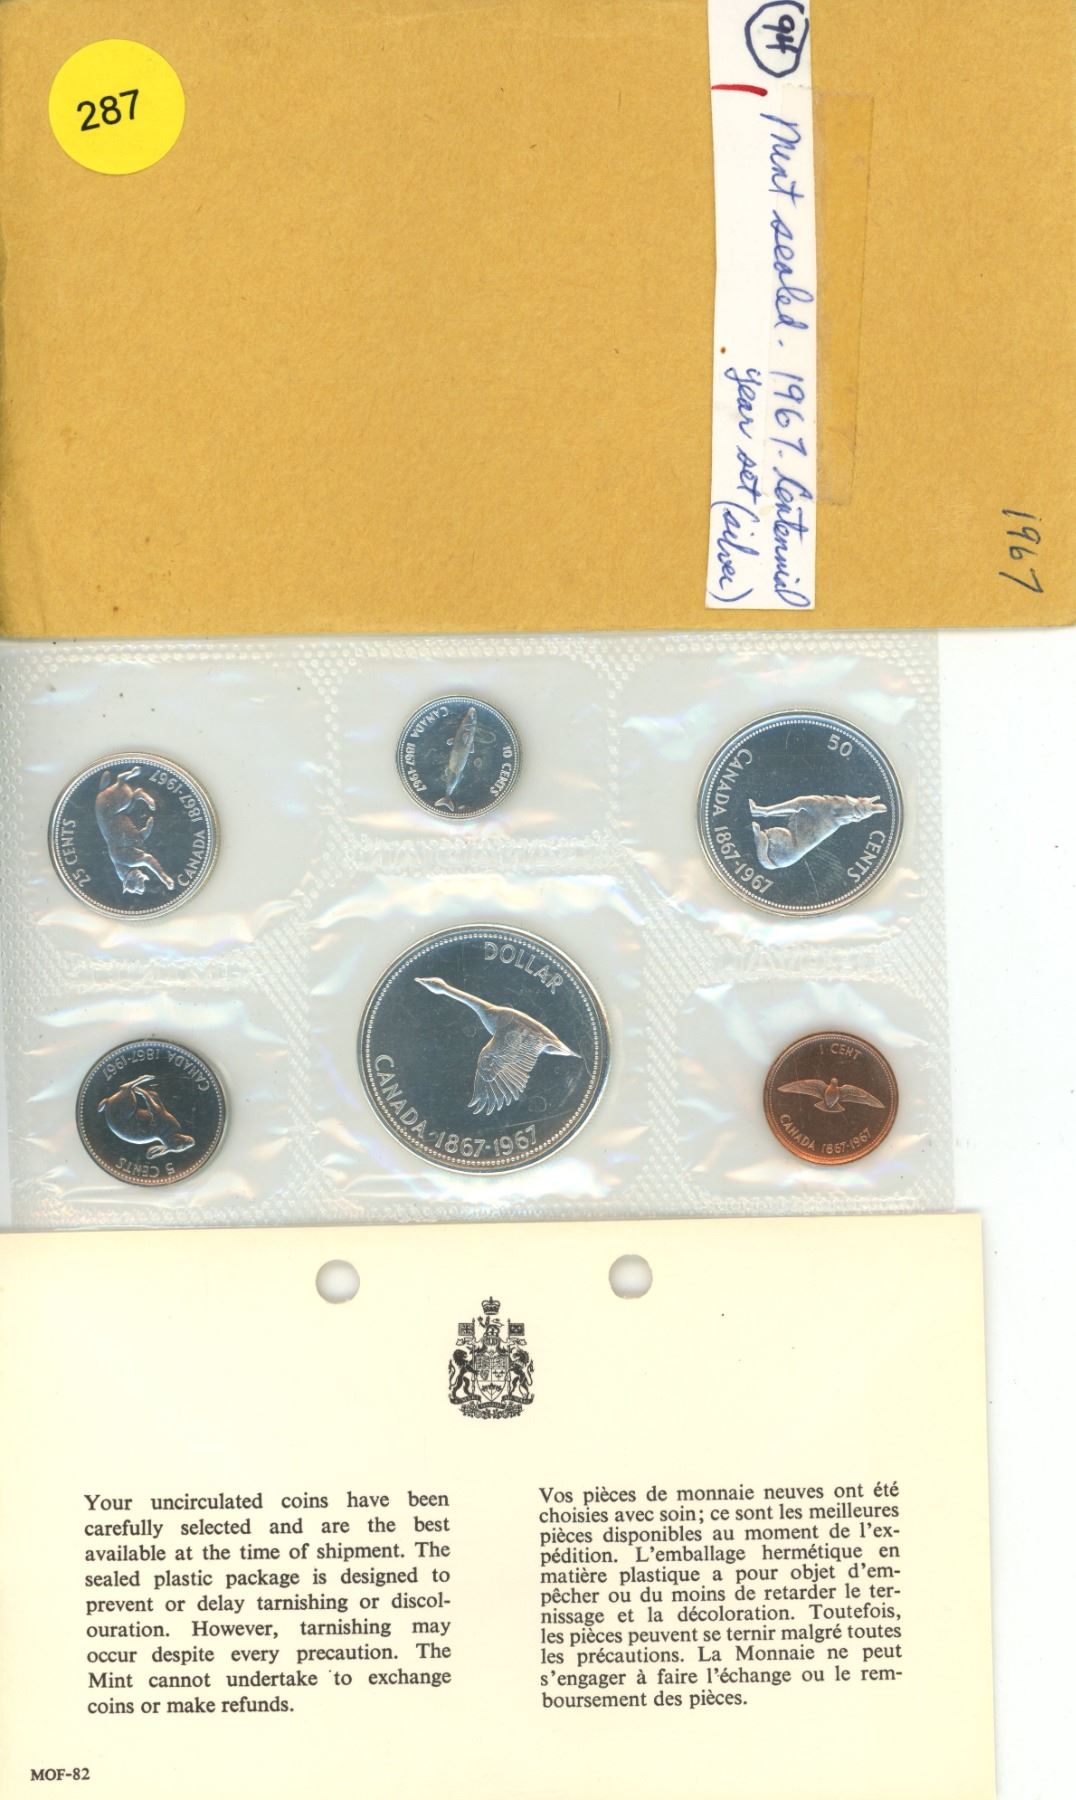 287
94
Mint sealed. 1967. Centennial
year set (silver)
1967
25 CENTS
CANADA 1867-1967
CANADA 1867-1967
10 CENTS
50 CENTS
CANADA 1867-1967
5 CENTS
CANADA 1867-1967
DOLLAR
CANADA 1867-1967
1 CENT
CANADA 1867-1967
Your uncirculated coins have been
carefully selected and are the best
available at the time of shipment. The
sealed plastic package is designed to
prevent or delay tarnishing or discol-
ouration. However, tarnishing may
occur despite every precaution. The
Mint cannot undertake to exchange
coins or make refunds.
Vos pièces de monnaie neuves ont été
choisies avec soin; ce sont les meilleures
pièces disponibles au moment de l'ex-
pédition. L'emballage hermétique en
matière plastique a pour objet d'em-
pêcher ou du moins de retarder le ter-
nissage et la décoloration. Toutefois,
les pièces peuvent se ternir malgré toutes
les précautions. La Monnaie ne peut
s'engager à faire l'échange ou le rem-
boursement des pièces.
MOF-82